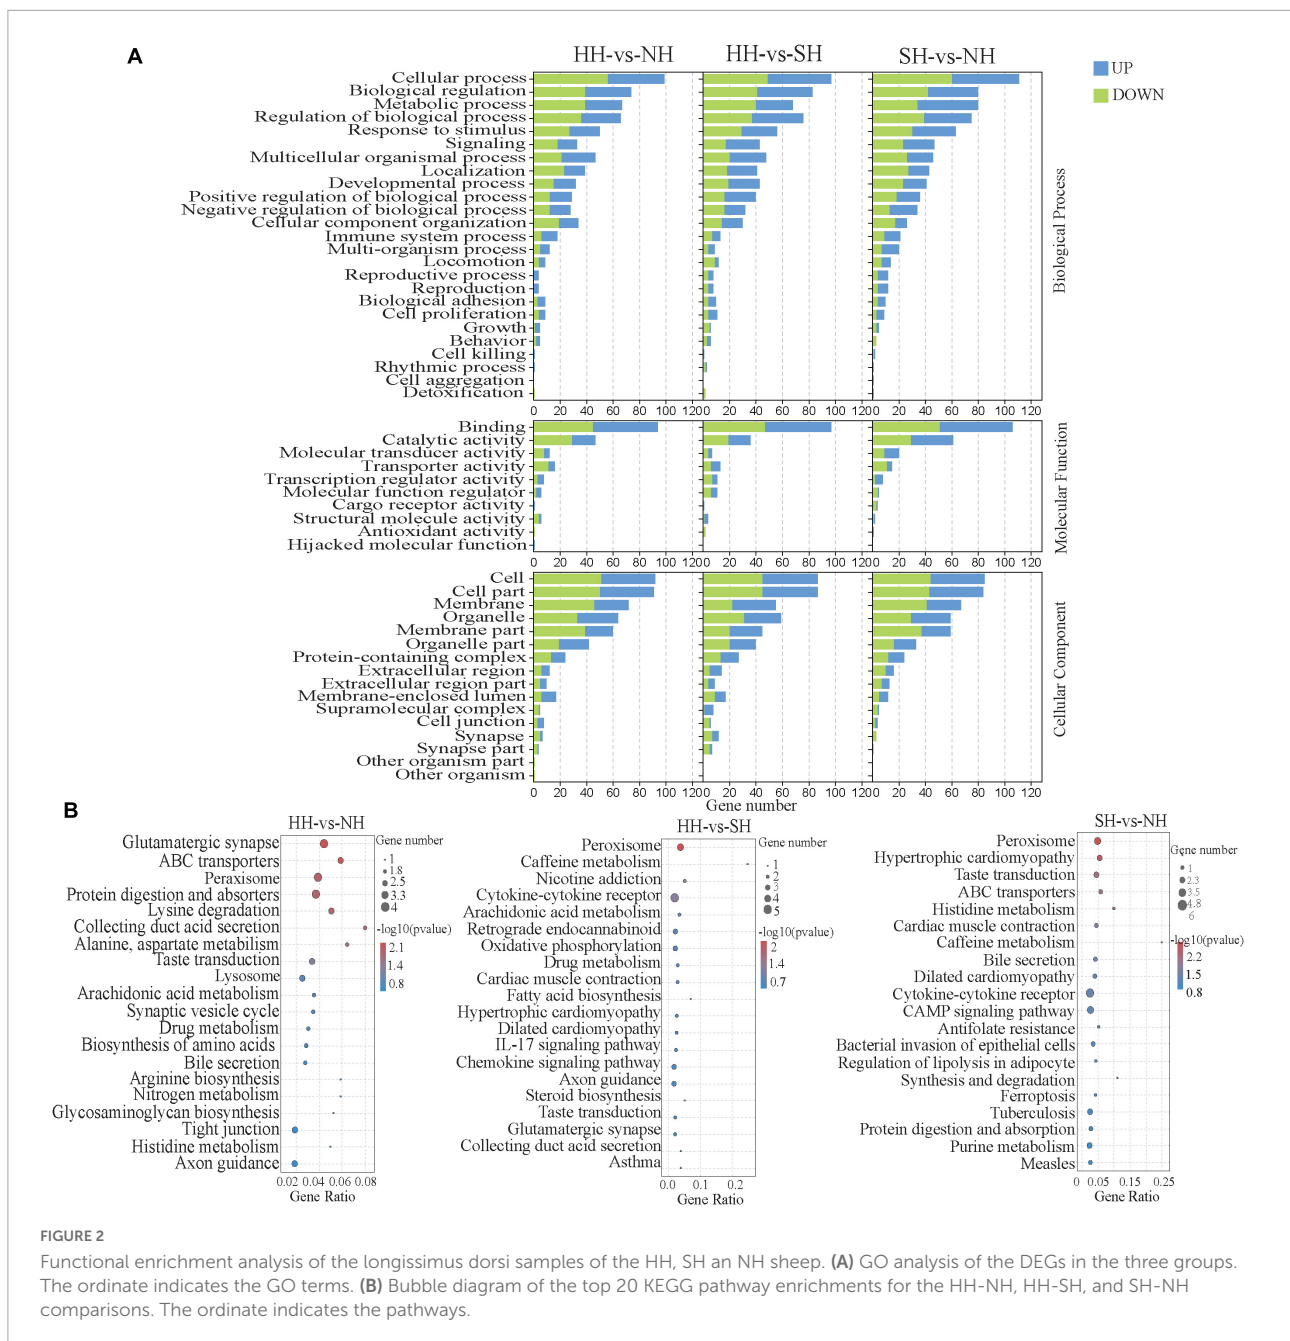 A
HH-vs-NH
HH-vs-SH
SH-vs-NH
UP
DOWN
Cellular process
Biological regulation
Metabolic process
Regulation of biological process
Response to stimulus
Signaling
Multicellular organismal process
Localization
Developmental process
Positive regulation of biological process
Negative regulation of biological process
Cellular component organization
Immune system process
Multi-organism process
Locomotion
Reproductive process
Reproduction
Biological adhesion
Cell proliferation
Growth
Behavior
Cell killing
Rhythmic process
Cell aggregation
Detoxification
Biological Process
0 20 40 60 80 100 120 20 40 60 80 100 120 20 40 60 80 100 120
Binding
Catalytic activity
Molecular transducer activity
Transporter activity
Transcription regulator activity
Molecular function regulator
Cargo receptor activity
Structural molecule activity
Antioxidant activity
Hijacked molecular function
Molecular Function
0 20 40 60 80 100 120 20 40 60 80 100 120 20 40 60 80 100 120
Cell
Cell part
Membrane
Organelle
Membrane part
Organelle part
Protein-containing complex
Extracellular region
Extracellular region part
Membrane-enclosed lumen
Supramolecular complex
Cell junction
Synapse
Synapse part
Other organism part
Other organism
Cellular Component
0 20 40 60 80 100 120 20 40 60 80 100 120 20 40 60 80 100 120
Gene number
B
HH-vs-NH
Glutamatergic synapse
ABC transporters
Peraxisome
Protein digestion and absorters
Lysine degradation
Collecting duct acid secretion
Alanine, aspartate metabilism
Taste transduction
Lysosome
Arachidonic acid metabolism
Synaptic vesicle cycle
Drug metabolism
Biosynthesis of amino acids
Bile secretion
Arginine biosynthesis
Nitrogen metabolism
Glycosaminoglycan biosynthesis
Tight junction
Histidine metabolism
Axon guidance
0.02 0.04 0.06 0.08
Gene Ratio
Gene number
1
1.8
2.5
3.3
4
-log10(pvalue)
2.1
1.4
0.8
HH-vs-SH
Peroxisome
Caffeine metabolism
Nicotine addiction
Cytokine-cytokine receptor
Arachidonic acid metabolism
Retrograde endocannabinoid
Oxidative phosphorylation
Drug metabolism
Cardiac muscle contraction
Fatty acid biosynthesis
Hypertrophic cardiomyopathy
Dilated cardiomyopathy
IL-17 signaling pathway
Chemokine signaling pathway
Axon guidance
Steroid biosynthesis
Taste transduction
Glutamatergic synapse
Collecting duct acid secretion
Asthma
0.0 0.1 0.2
Gene Ratio
Gene number
1
2
3
4
5
-log10(pvalue)
2
1.4
0.7
SH-vs-NH
Peroxisome
Hypertrophic cardiomyopathy
Taste transduction
ABC transporters
Histidine metabolism
Cardiac muscle contraction
Caffeine metabolism
Bile secretion
Dilated cardiomyopathy
Cytokine-cytokine receptor
CAMP signaling pathway
Antifolate resistance
Bacterial invasion of epithelial cells
Regulation of lipolysis in adipocyte
Synthesis and degradation
Ferroptosis
Tuberculosis
Protein digestion and absorption
Purine metabolism
Measles
0 0.05 0.15 0.25
Gene Ratio
Gene number
1
2.3
3.5
4.8
6
-log10(pvalue)
2.2
1.5
0.8
FIGURE 2
Functional enrichment analysis of the longissimus dorsi samples of the HH, SH an NH sheep. (A) GO analysis of the DEGs in the three groups.
The ordinate indicates the GO terms. (B) Bubble diagram of the top 20 KEGG pathway enrichments for the HH-NH, HH-SH, and SH-NH
comparisons. The ordinate indicates the pathways.